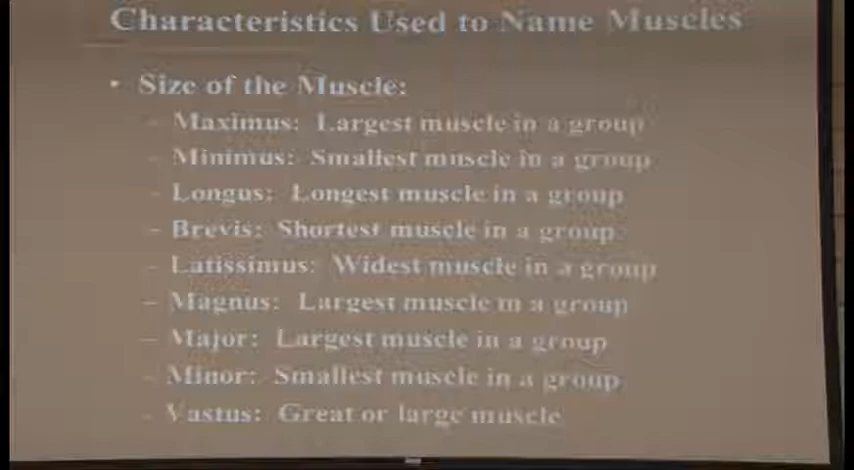 Characteristics Used to Name Muscles
• Size of the Muscle:
– Maximus: Largest muscle in a group
– Minimus: Smallest muscle in a group
– Longus: Longest muscle in a group
– Brevis: Shortest muscle in a group
– Latissimus: Widest muscle in a group
– Magnus: Largest muscle in a group
– Major: Largest muscle in a group
– Minor: Smallest muscle in a group
– Vastus: Great or large muscle